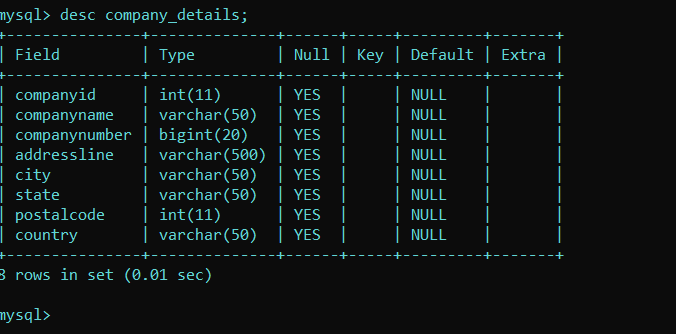 mysql> desc company_details;
+---------------+--------------+------+-----+---------+-------+
| Field         | Type         | Null | Key | Default | Extra |
+---------------+--------------+------+-----+---------+-------+
| companyid     | int(11)      | YES  |     | NULL    |       |
| companyname   | varchar(50)  | YES  |     | NULL    |       |
| companynumber | bigint(20)   | YES  |     | NULL    |       |
| addressline   | varchar(500) | YES  |     | NULL    |       |
| city          | varchar(50)  | YES  |     | NULL    |       |
| state         | varchar(50)  | YES  |     | NULL    |       |
| postalcode    | int(11)      | YES  |     | NULL    |       |
| country       | varchar(50)  | YES  |     | NULL    |       |
+---------------+--------------+------+-----+---------+-------+
8 rows in set (0.01 sec)
mysql>